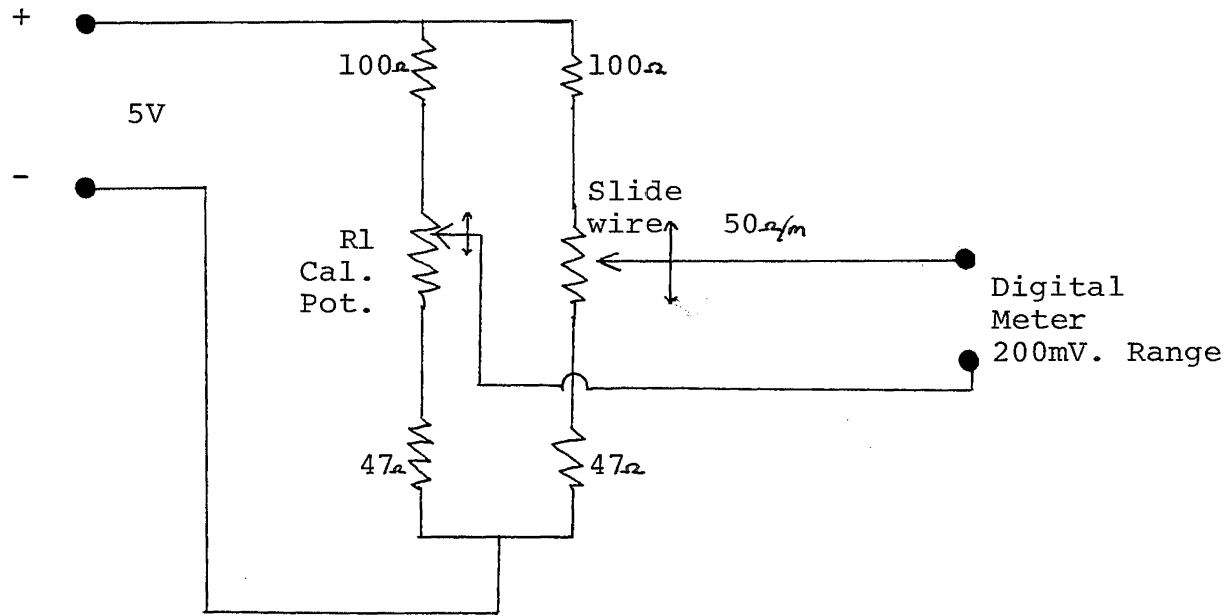 +
100Ω
100Ω
5V
-
Slide
wire
50Ω/m
R1
Cal.
Pot.
Digital
Meter
200mV. Range
47Ω
47Ω